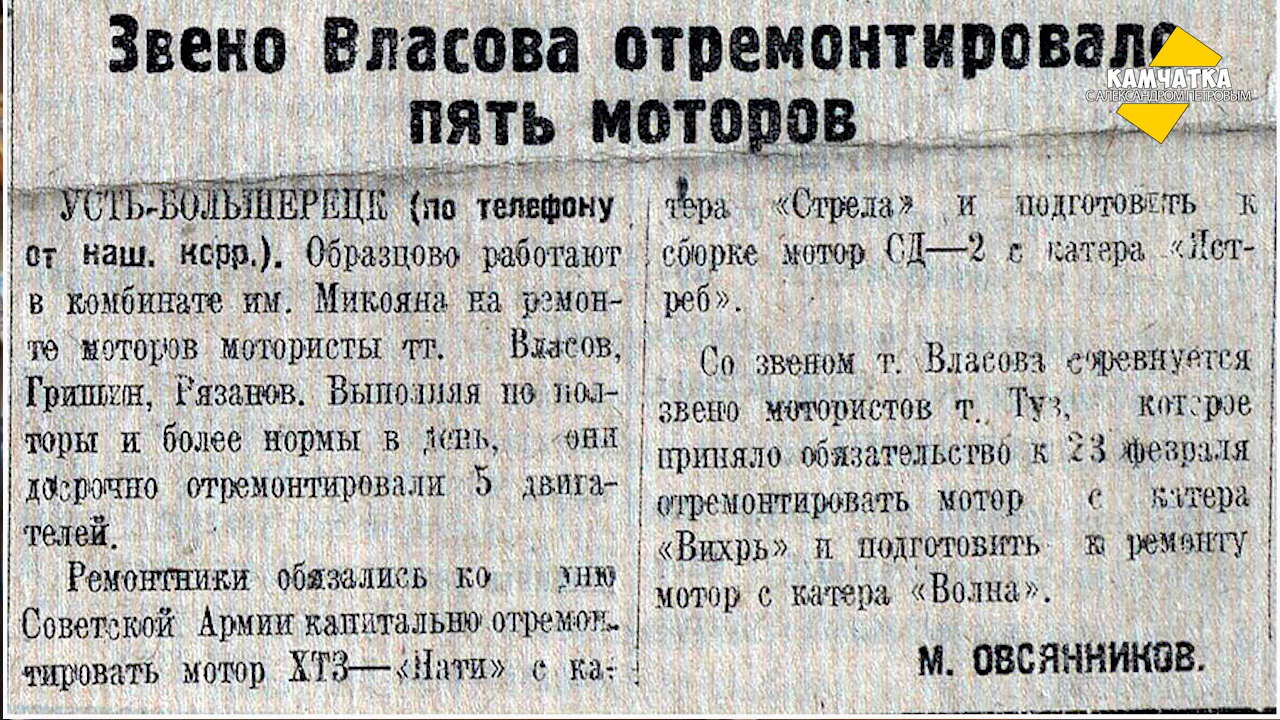 Звено Власова отремонтировало
пять моторов
КАМЧАТКА
С АЛЕКСАНДРОМ ПЕТРОВЫМ
УСТЬ-БОЛЬШЕРЕЦК (по телефону
от наш. корр.). Образцово работают
в комбинате им. Микояна на ремон-
те моторов мотористы тт. Власов,
Гришин, Рязанов. Выполняя по пол-
торы и более нормы в день, они
досрочно отремонтировали 5 двига-
телей.
Ремонтники обязались ко дню
Советской Армии капитально отремон-
тировать мотор ХТЗ—«Нати» с ка-
тера «Стрела» и подготовить к
сборке мотор СД—2 с катера «Яст-
реб».
Со звеном т. Власова соревнуется
звено мотористов т. Туз, которое
приняло обязательство к 23 февраля
отремонтировать мотор с катера
«Вихрь» и подготовить к ремонту
мотор с катера «Волна».
М. ОВСЯННИКОВ.